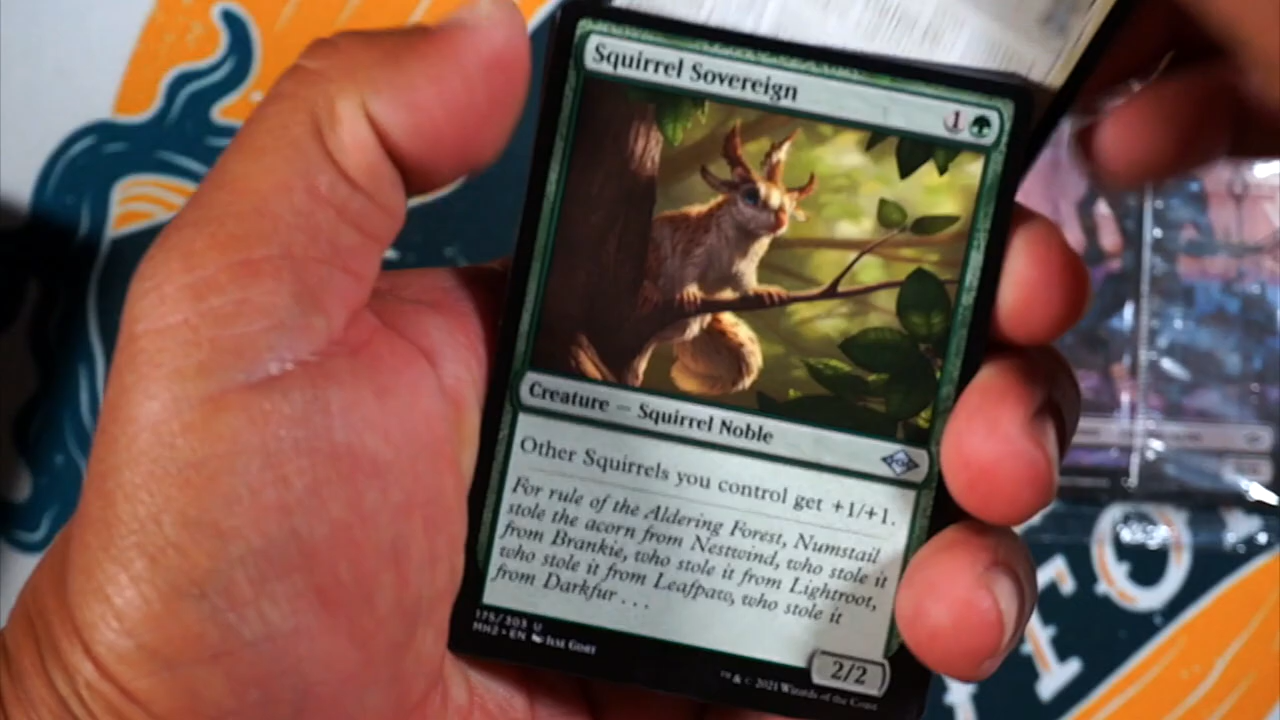 Squirrel Sovereign
1
Creature — Squirrel Noble
Other Squirrels you control get +1/+1.
For rule of the Aldering Forest, Numstail
stole the acorn from Nestwind, who stole it
from Brankie, who stole it from Lightroot,
who stole it from Leafpaw, who stole it
from Darkfur . . .
2/2
175/303 U
MH2 • EN
™ & © 2021 Wizards of the Coast